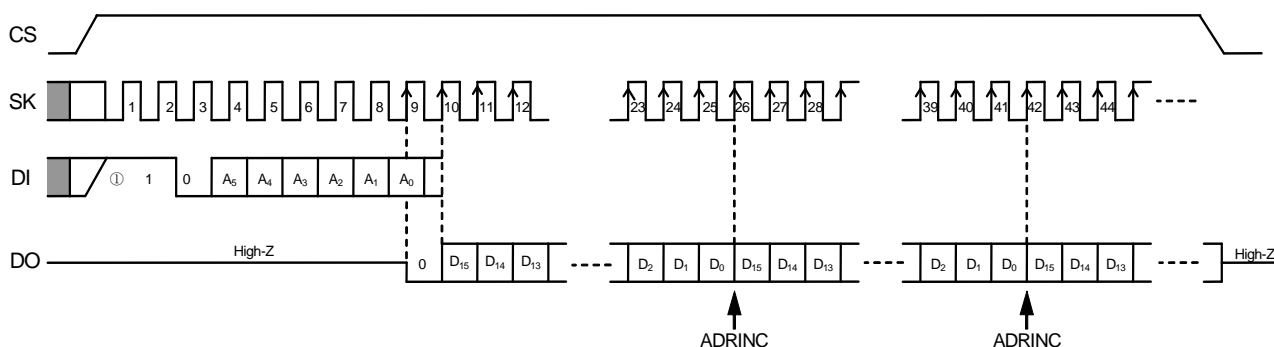 CS
SK 1 2 3 4 5 6 7 8 9 10 11 12 23 24 25 26 27 28 39 40 41 42 43 44
DI ① 1 0 A5 A4 A3 A2 A1 A0
DO High-Z 0 D15 D14 D13 D2 D1 D0 D15 D14 D13 D2 D1 D0 D15 D14 D13 High-Z
ADRINC ADRINC